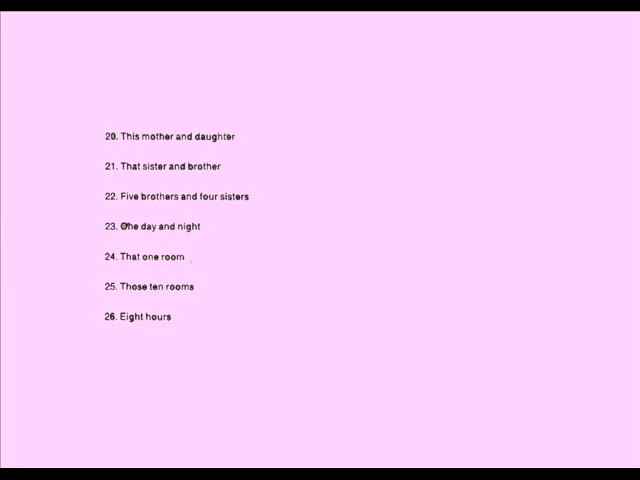 20. This mother and daughter
21. That sister and brother
22. Five brothers and four sisters
23. One day and night
24. That one room
25. Those ten rooms
26. Eight hours